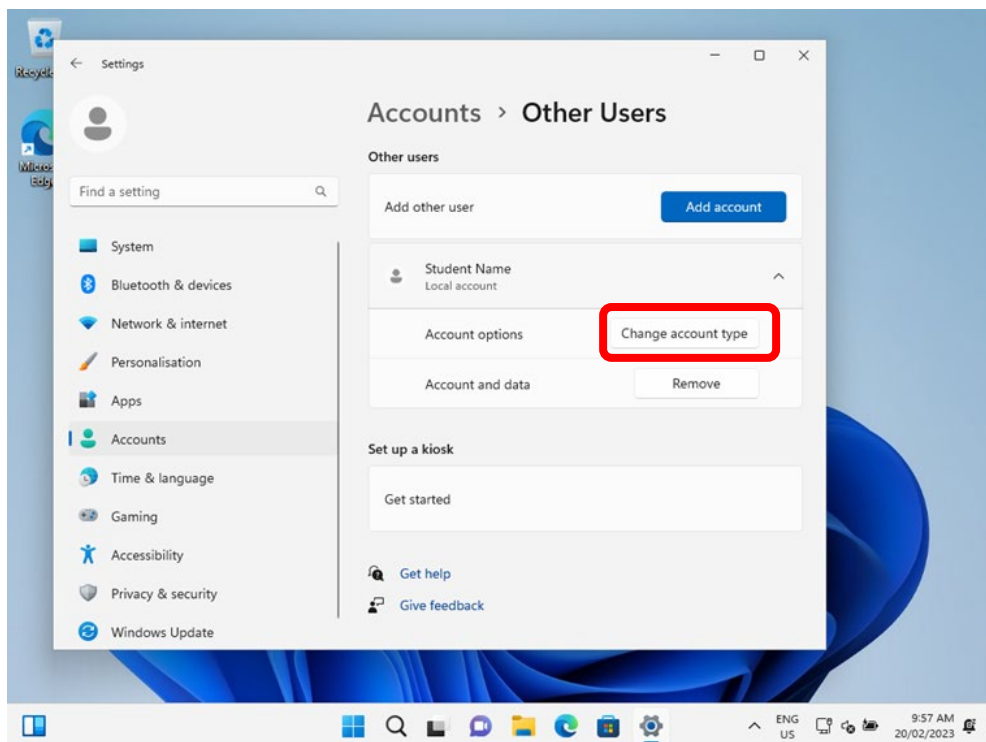 Recycle
Micros
Edge
Settings
Find a setting
System
Bluetooth & devices
Network & internet
Personalisation
Apps
Accounts
Time & language
Gaming
Accessibility
Privacy & security
Windows Update
Accounts > Other Users
Other users
Add other user
Add account
Student Name
Local account
Account options
Change account type
Account and data
Remove
Set up a kiosk
Get started
Get help
Give feedback
ENG
US
9:57 AM
20/02/2023